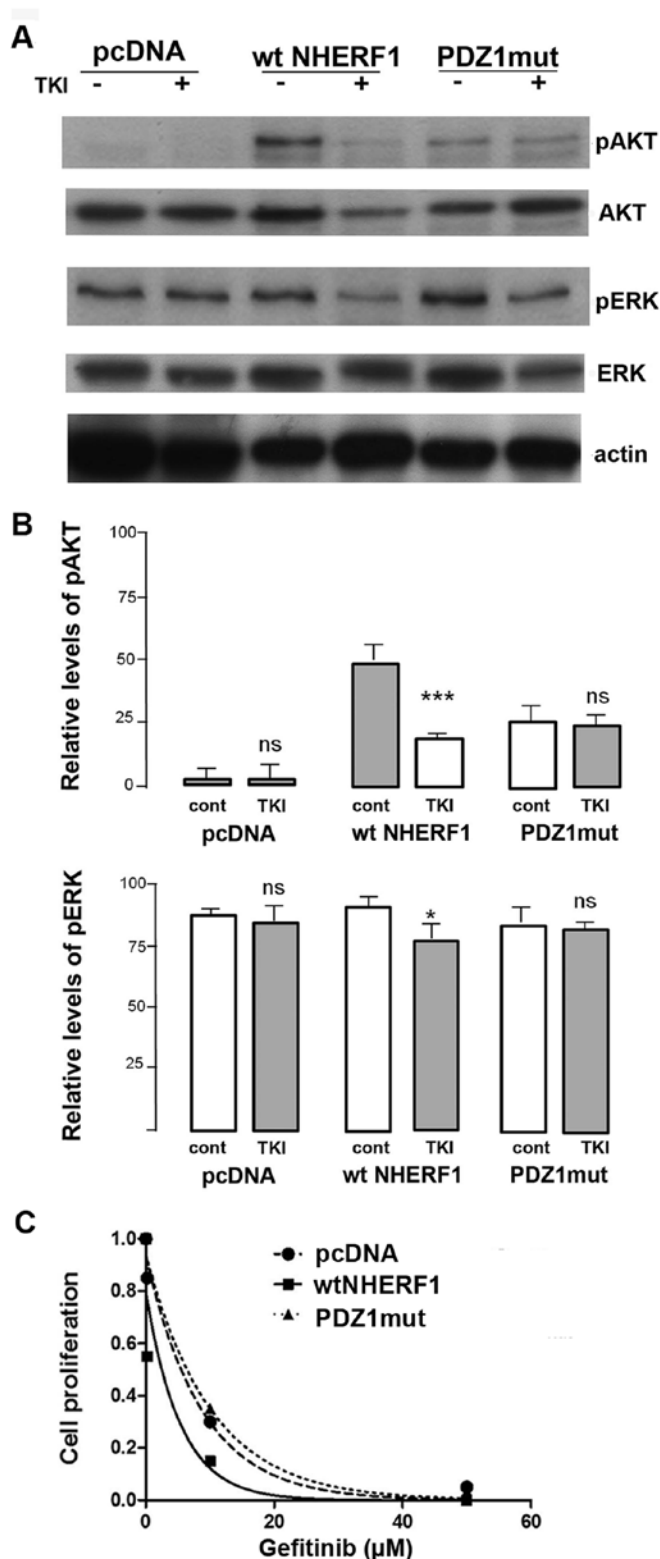 A
pcDNA wt NHERF1 PDZ1mut
TKI - + - + - +
pAKT
AKT
pERK
ERK
actin
B
Relative levels of pAKT
100
75
50
25
0
ns *** ns
cont TKI cont TKI cont TKI
pcDNA wt NHERF1 PDZ1mut
Relative levels of pERK
100
75
50
25
ns * ns
cont TKI cont TKI cont TKI
pcDNA wt NHERF1 PDZ1mut
C
Cell proliferation
1.0
0.8
0.6
0.4
0.2
0.0
pcDNA
wtNHERF1
PDZ1mut
0 20 40 60
Gefitinib (µM)